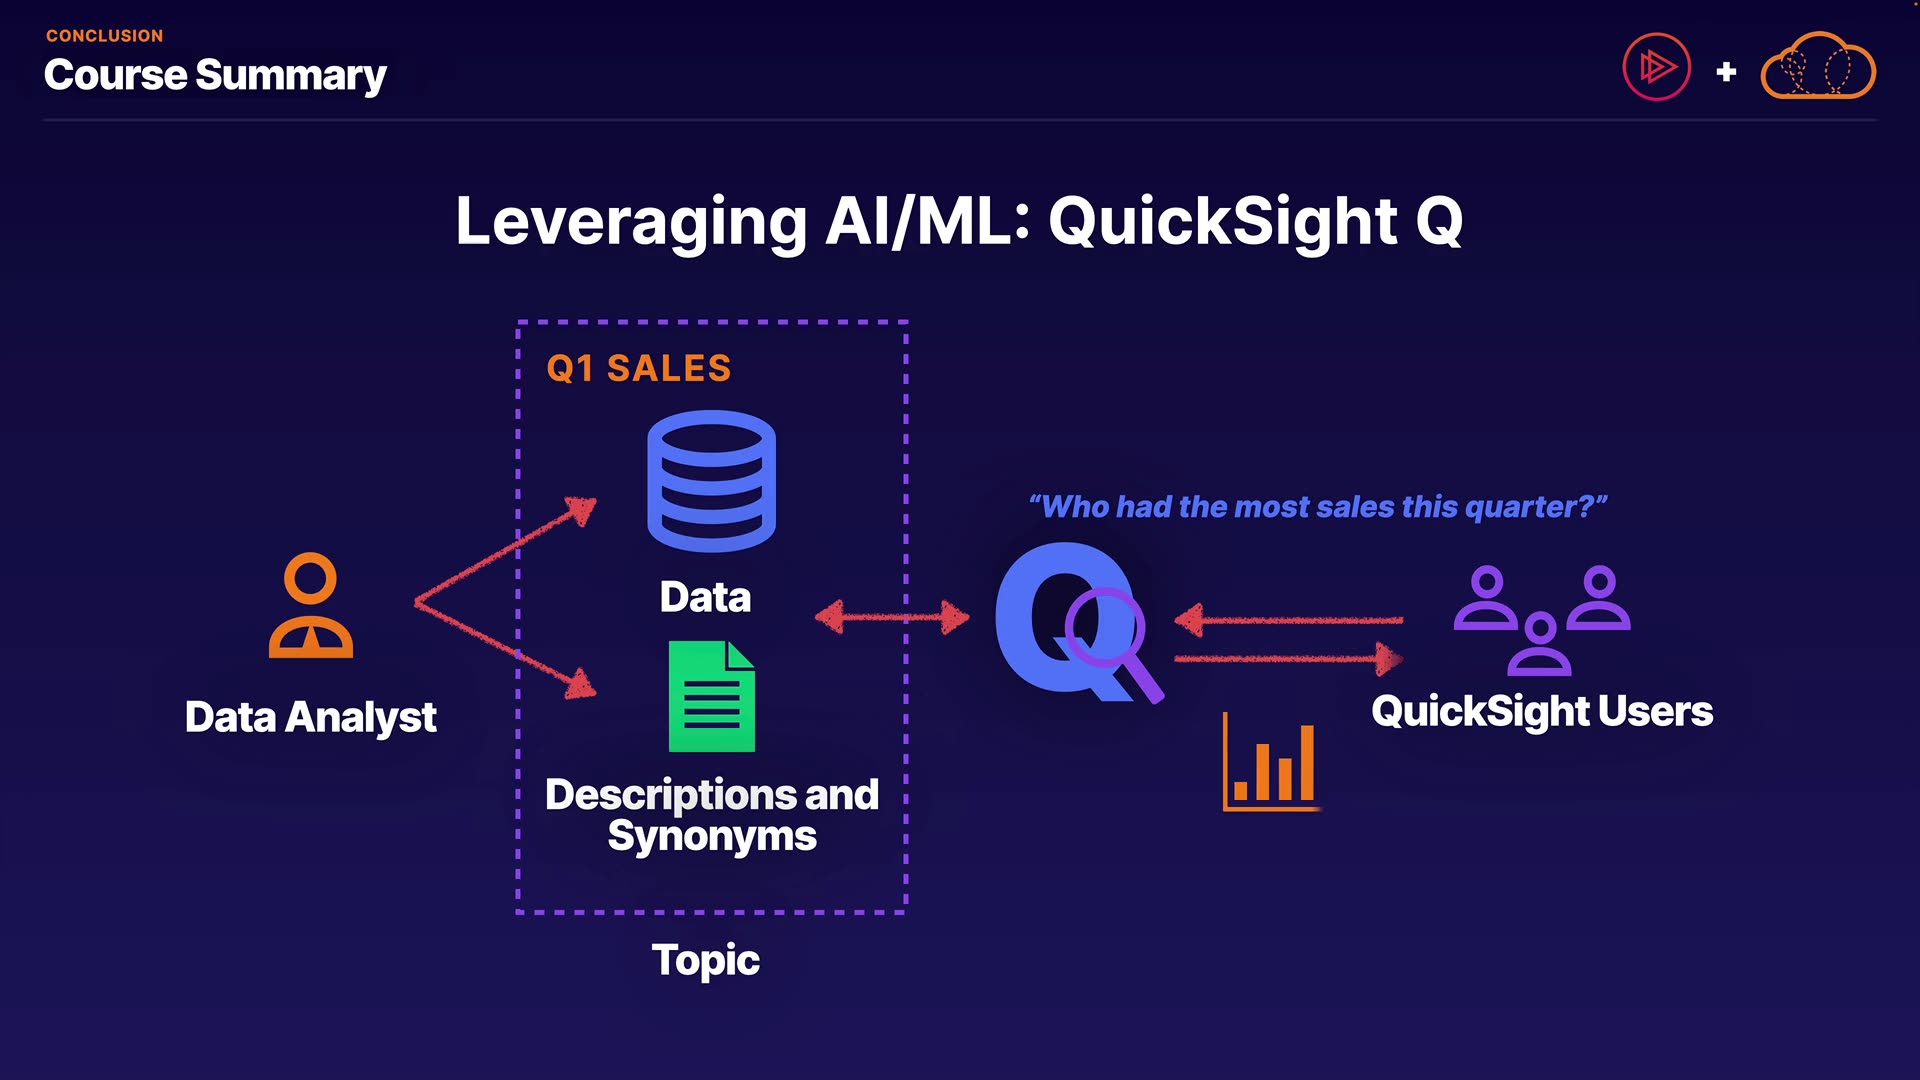 CONCLUSION
Course Summary
+
Leveraging AI/ML: QuickSight Q
Q1 SALES
“Who had the most sales this quarter?”
Data
Q
Data Analyst
QuickSight Users
Descriptions and
Synonyms
Topic